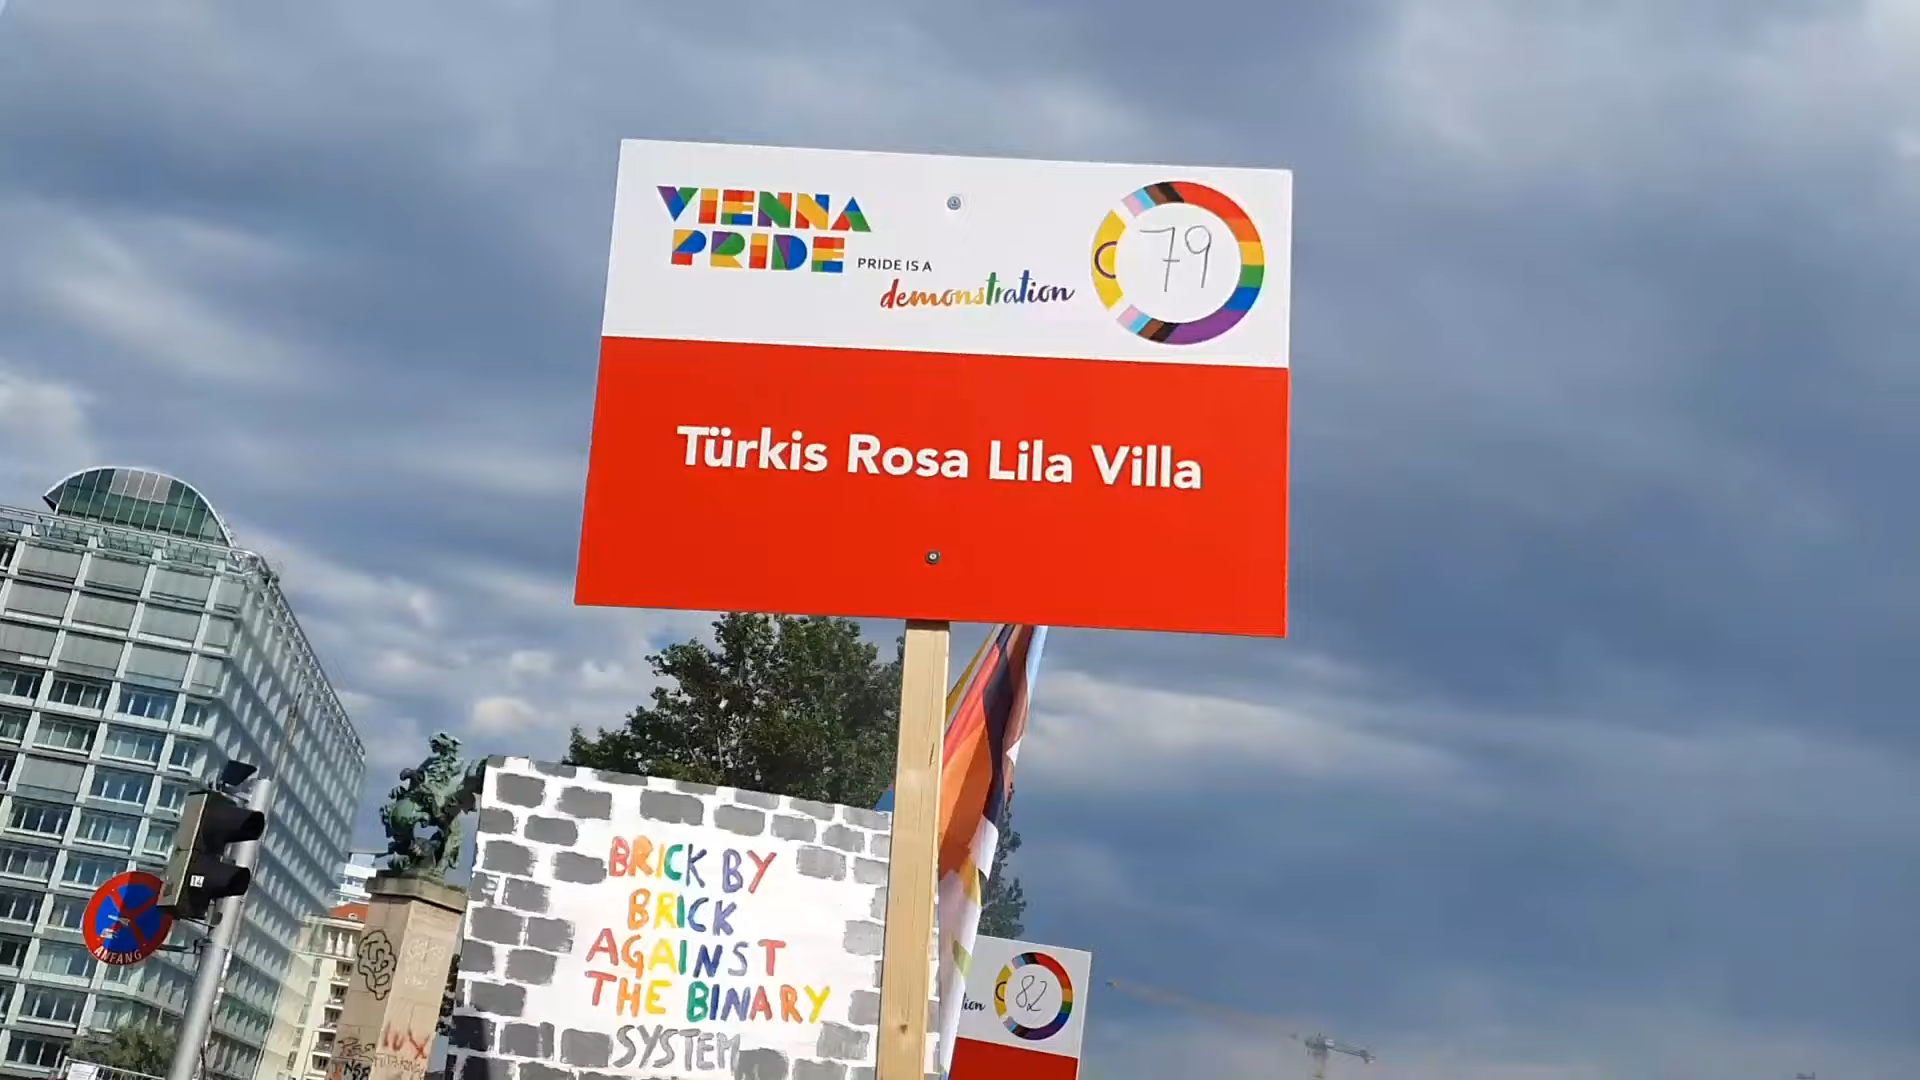 VIENNA
PRIDE
PRIDE IS A
demonstration
79
Türkis Rosa Lila Villa
BRICK BY
BRICK
AGAINST
THE BINARY
SYSTEM
82
14
ANFANG